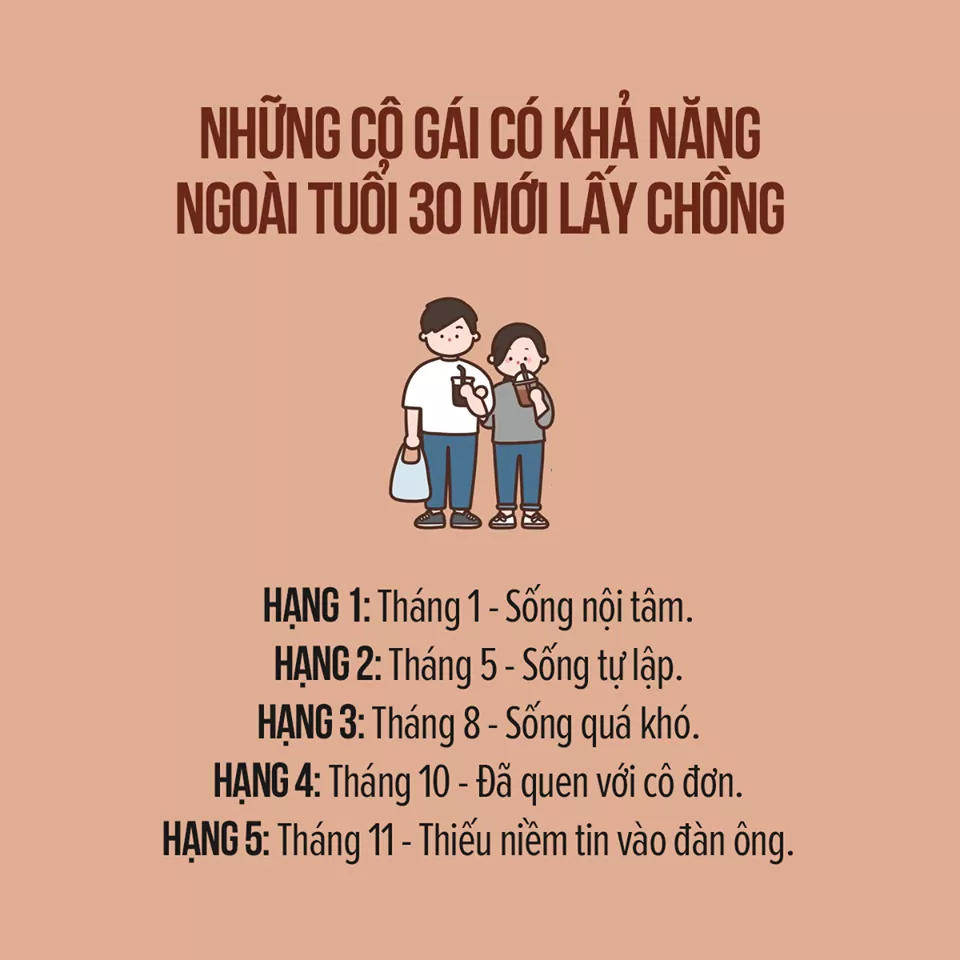 NHỮNG CÔ GÁI CÓ KHẢ NĂNG
NGOÀI TUỔI 30 MỚI LẤY CHỒNG
HẠNG 1: Tháng 1 - Sống nội tâm.
HẠNG 2: Tháng 5 - Sống tự lập.
HẠNG 3: Tháng 8 - Sống quá khó.
HẠNG 4: Tháng 10 - Đã quen với cô đơn.
HẠNG 5: Tháng 11 - Thiếu niềm tin vào đàn ông.